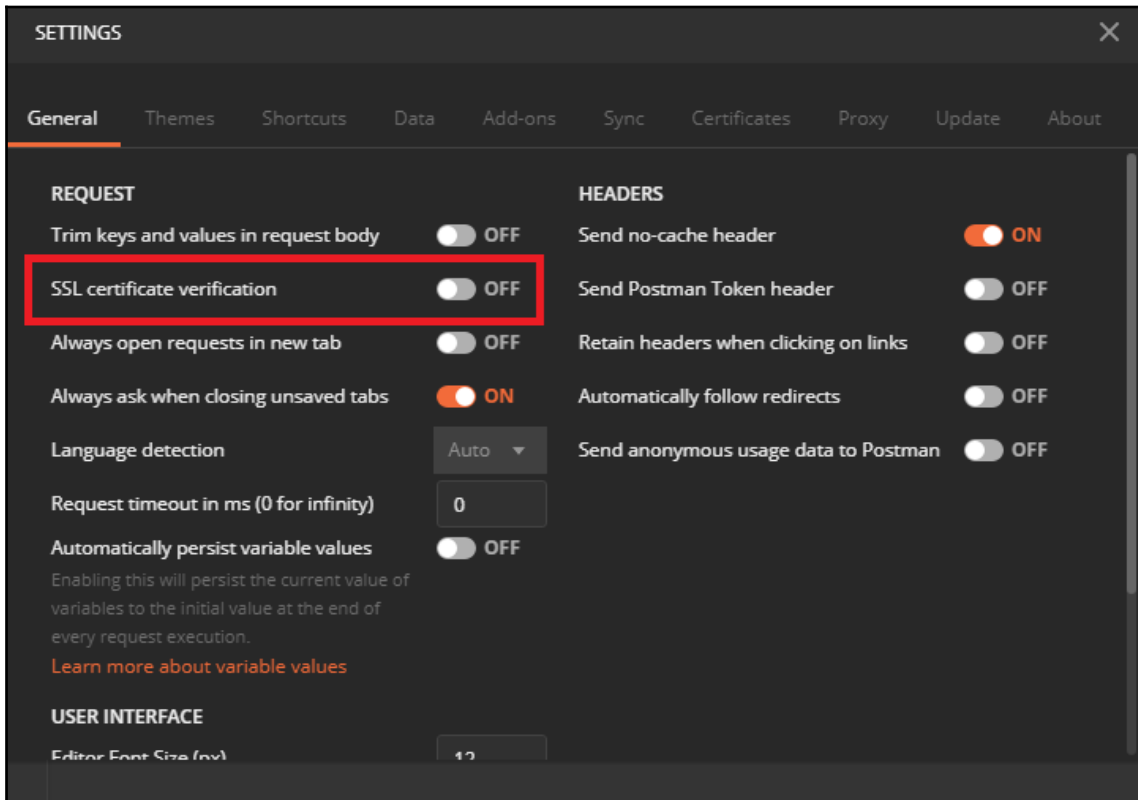 SETTINGS
General Themes Shortcuts Data Add-ons Sync Certificates Proxy Update About
REQUEST
Trim keys and values in request body OFF
SSL certificate verification OFF
Always open requests in new tab OFF
Always ask when closing unsaved tabs ON
Language detection Auto
Request timeout in ms (0 for infinity) 0
Automatically persist variable values OFF
Enabling this will persist the current value of
variables to the initial value at the end of
every request execution.
Learn more about variable values
USER INTERFACE
Editor Font Size (px) 12
HEADERS
Send no-cache header ON
Send Postman Token header OFF
Retain headers when clicking on links OFF
Automatically follow redirects OFF
Send anonymous usage data to Postman OFF